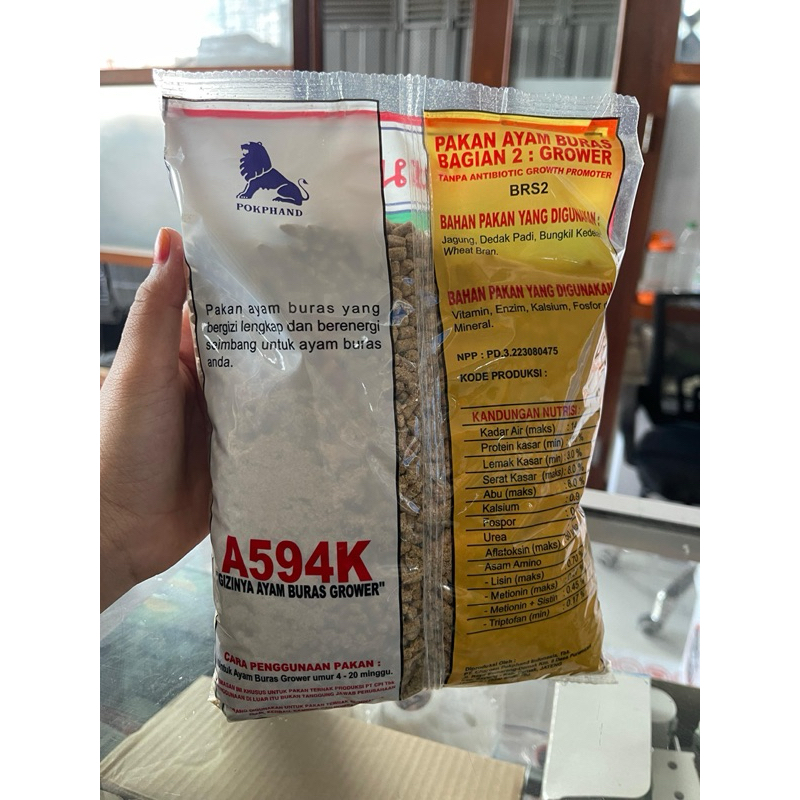 POKPHAND
Pakan ayam buras yang
bergizi lengkap dan berenergi
seimbang untuk ayam buras
anda.
A594K
"GIZINYA AYAM BURAS GROWER"
CARA PENGGUNAAN PAKAN :
Untuk Ayam Buras Grower umur 4 - 20 minggu.
PAKAN AYAM BURAS
BAGIAN 2 : GROWER
TANPA ANTIBIOTIC GROWTH PROMOTER
BRS2
BAHAN PAKAN YANG DIGUNAKAN :
Jagung, Dedak Padi, Bungkil
Wheat Bran.
BAHAN PAKAN YANG DIGUNAKAN
Vitamin, Enzim, Kalsium, Fosfor
Mineral.
NPP : PD.3.223080475
KODE PRODUKSI :
KANDUNGAN NUTRISI
Kadar Air (maks) :
Protein kasar (min)
Lemak Kasar (min) %
Serat Kasar (maks)
Abu (maks)
Kalsium
Fospor
Urea
Aflatoksin (maks)
Asam Amino
- Lisin (maks)
- Metionin (maks)
- Metionin + Sistin
- Triptofan (min)
Diproduksi Oleh :